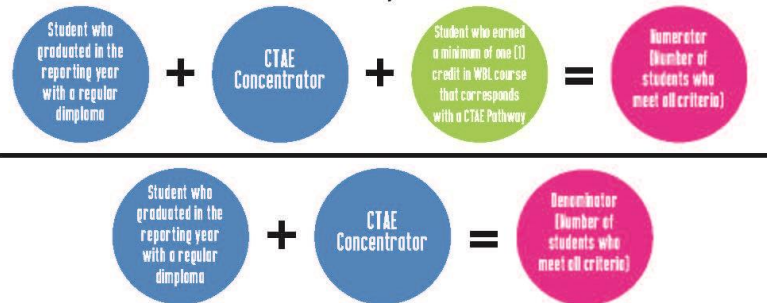 Student who
graduated in the
reporting year
with a regular
dimploma
+
CTAE
Concentrator
+
Student who earned
a minimum of one (1)
credit in WBL course
that corresponds
with a CTAE Pathway
=
Numerator
(Number of
students who
meet all criteria)
Student who
graduated in the
reporting year
with a regular
dimploma
+
CTAE
Concentrator
=
Denominator
(Number of
students who
meet all criteria)